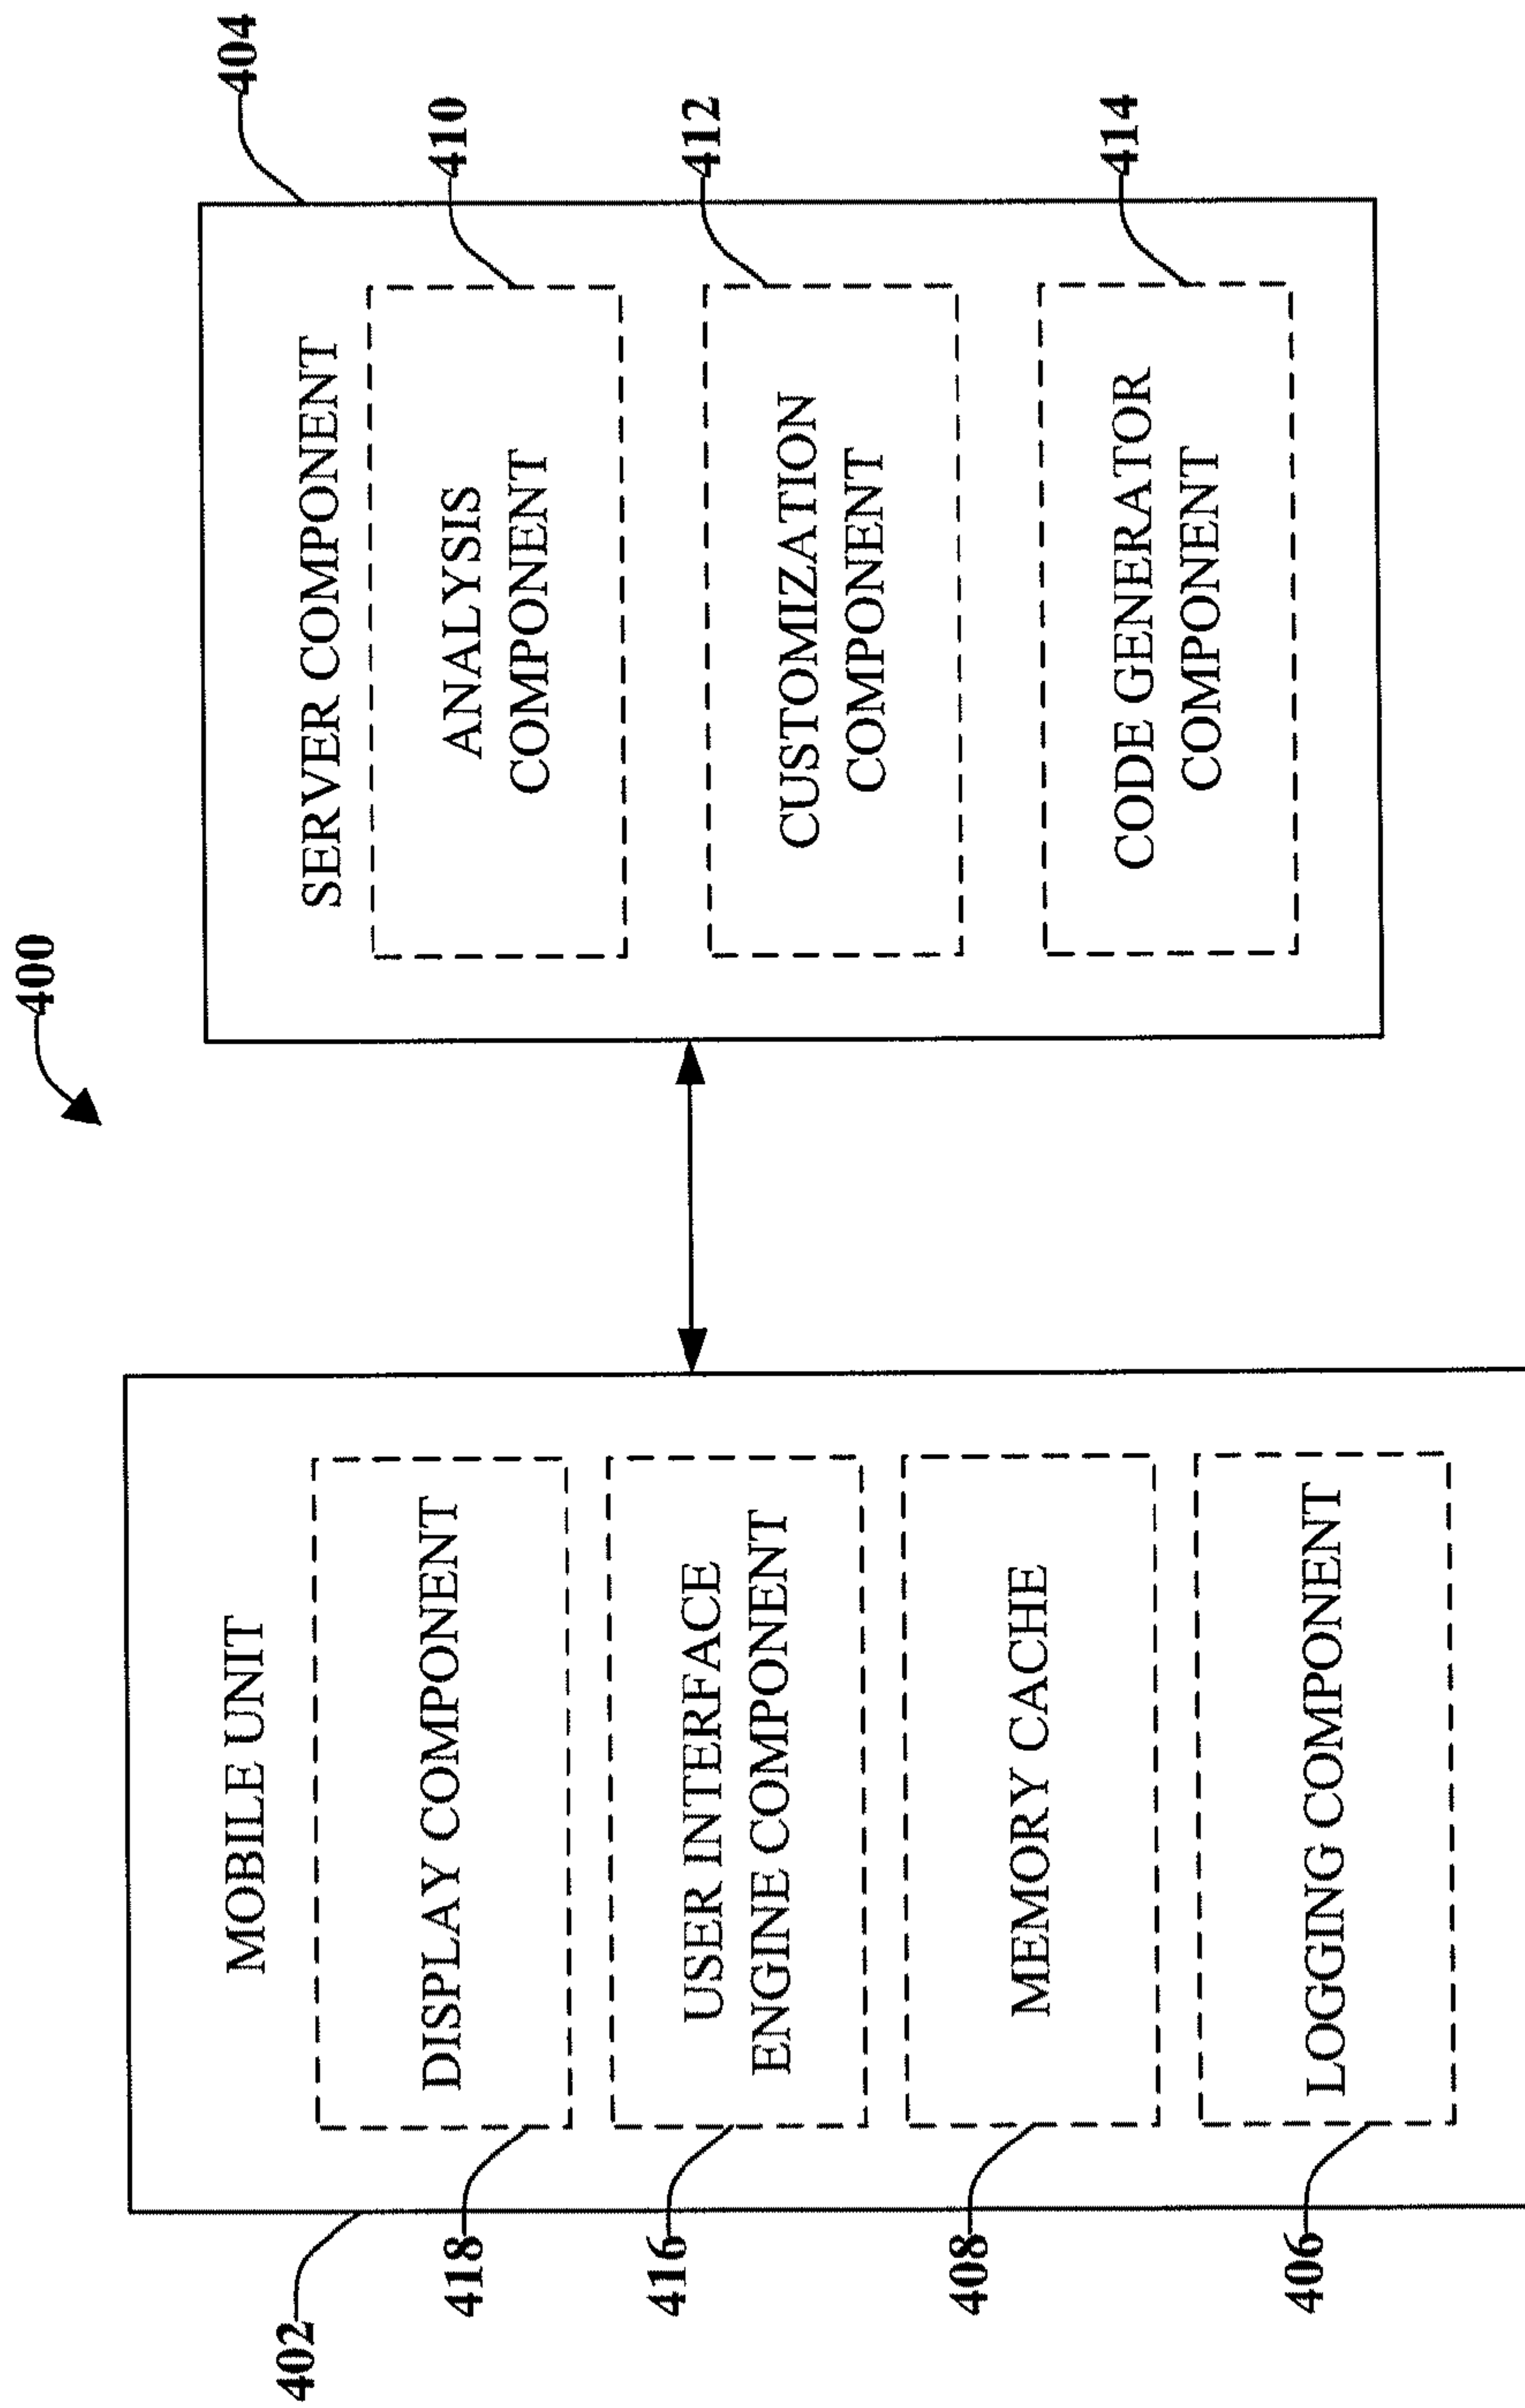 400
402
MOBILE UNIT
418
DISPLAY COMPONENT
416
USER INTERFACE
ENGINE COMPONENT
408
MEMORY CACHE
406
LOGGING COMPONENT
404
SERVER COMPONENT
410
ANALYSIS
COMPONENT
412
CUSTOMIZATION
COMPONENT
414
CODE GENERATOR
COMPONENT